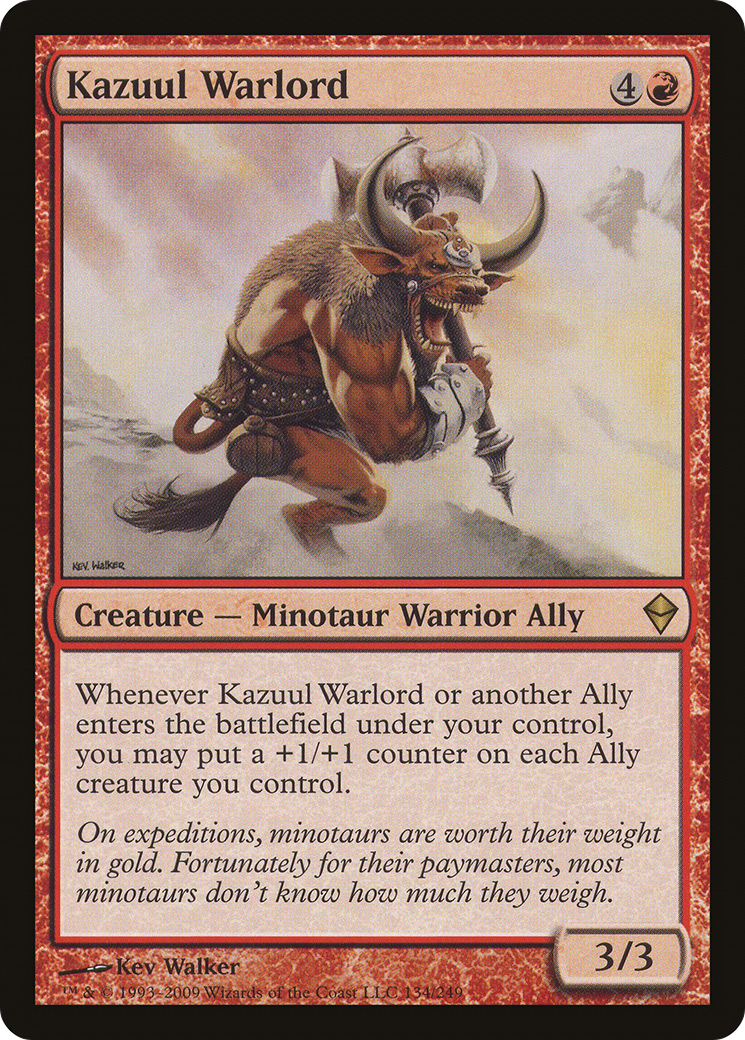 Kazuul Warlord 4
KEV. WALKER
Creature — Minotaur Warrior Ally
Whenever Kazuul Warlord or another Ally
enters the battlefield under your control,
you may put a +1/+1 counter on each Ally
creature you control.
On expeditions, minotaurs are worth their weight
in gold. Fortunately for their paymasters, most
minotaurs don't know how much they weigh.
3/3
Kev Walker
™ & © 1993–2009 Wizards of the Coast LLC 134/249